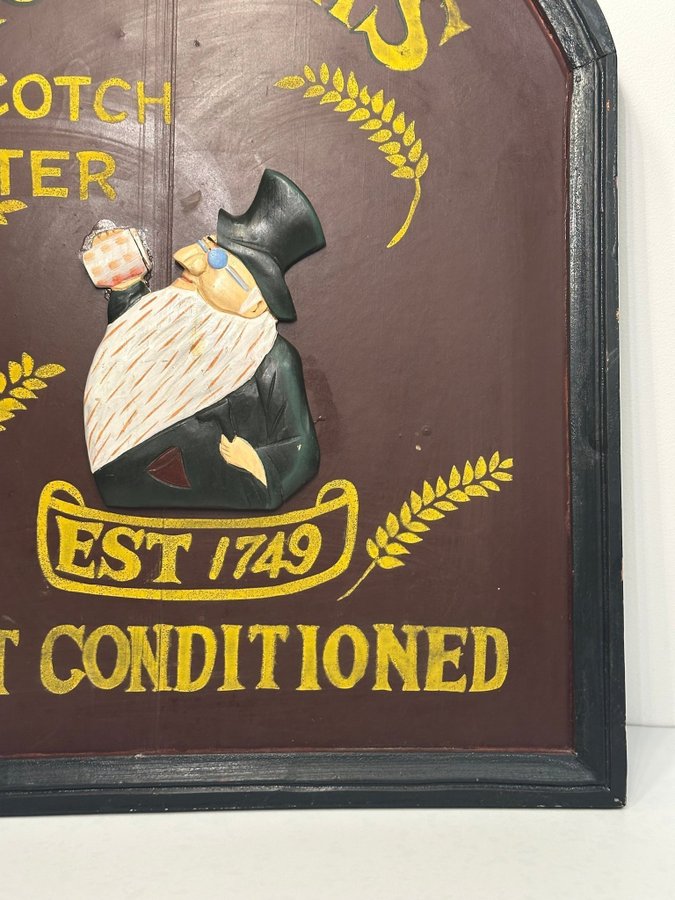 COTCH
TER
EST 1749
T CONDITIONED